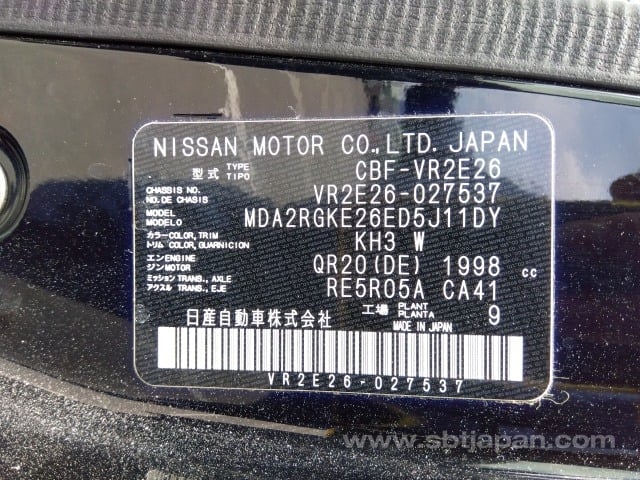 NISSAN MOTOR CO.,LTD. JAPAN
型式 TYPE TIPO CBF-VR2E26
CHASSIS NO. NO. DE CHASIS VR2E26-027537
MODEL MODELO MDA2RGKE26ED5J11DY
カラー COLOR, TRIM
トリム COLOR, GUARNICION KH3 W
エンジン ENGINE MOTOR QR20(DE) 1998 cc
ミッション TRANS., AXLE
アクスル TRANS., EJE RE5R05A CA41
日産自動車株式会社 工場 PLANT PLANTA 9
MADE IN JAPAN
VR2E26-027537
www.sbtjapan.com